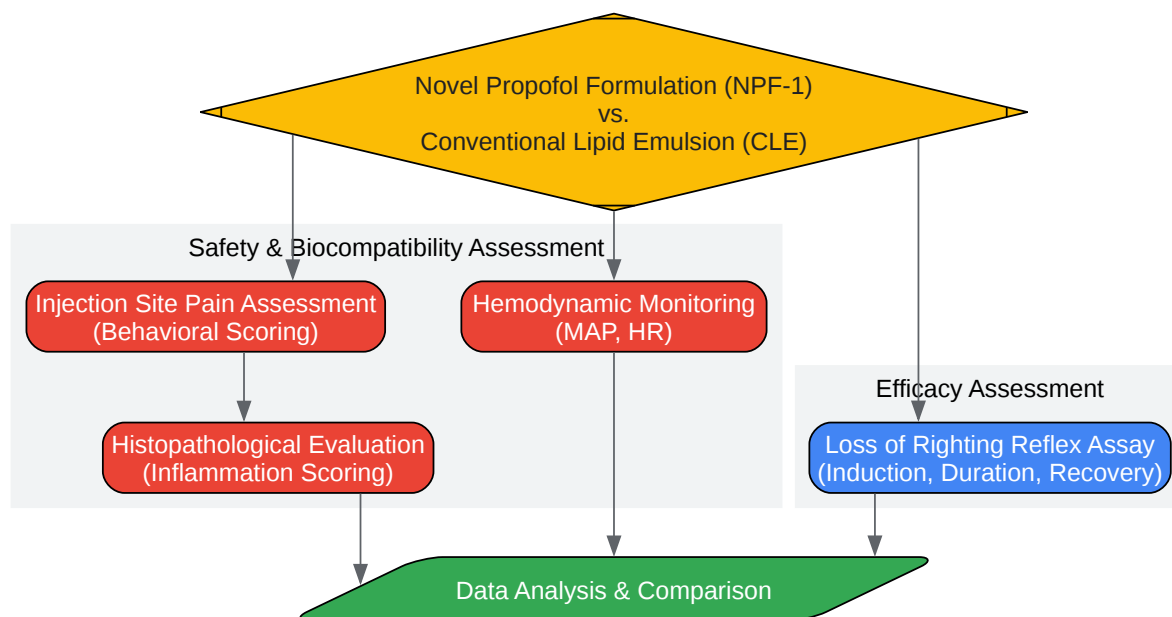 Novel Propofol Formulation (NPF-1)
vs.
Conventional Lipid Emulsion (CLE)
Safety & Biocompatibility Assessment
Injection Site Pain Assessment
(Behavioral Scoring)
Hemodynamic Monitoring
(MAP, HR)
Efficacy Assessment
Histopathological Evaluation
(Inflammation Scoring)
Loss of Righting Reflex Assay
(Induction, Duration, Recovery)
Data Analysis & Comparison